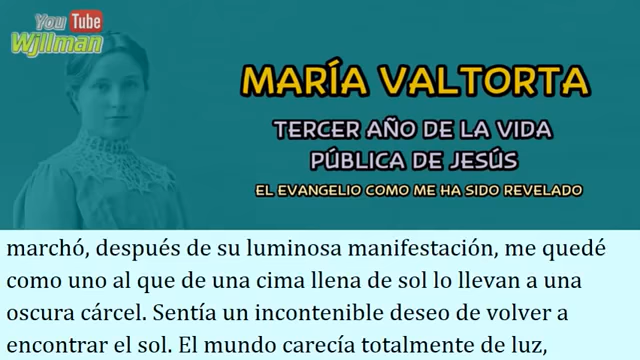 You Tube
Wjllman
MARÍA VALTORTA
TERCER AÑO DE LA VIDA
PÚBLICA DE JESÚS
EL EVANGELIO COMO ME HA SIDO REVELADO
marchó, después de su luminosa manifestación, me quedé
como uno al que de una cima llena de sol lo llevan a una
oscura cárcel. Sentía un incontenible deseo de volver a
encontrar el sol. El mundo carecía totalmente de luz,